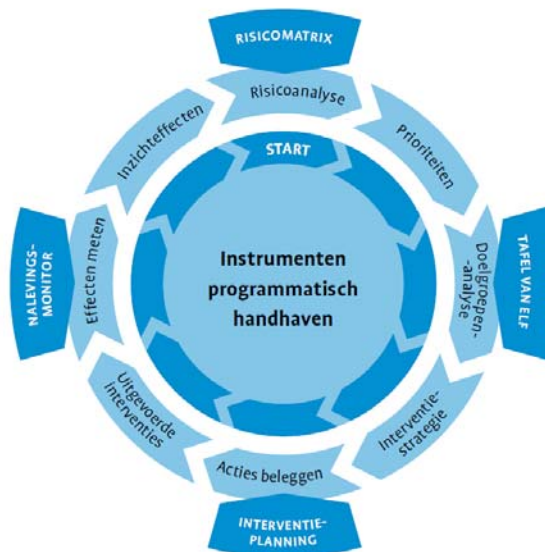 RISICOMATRIX
Risicoanalyse
Prioriteiten
TAFEL VAN ELF
Doelgroepen-
-analyse
Interventie-
strategie
Acties beleggen
INTERVENTIE-
PLANNING
Uitgevoerde
interventies
NALEVINGS-
MONITOR
Effecten meten
Inzichteffecten
START
Instrumenten
programmatisch
handhaven